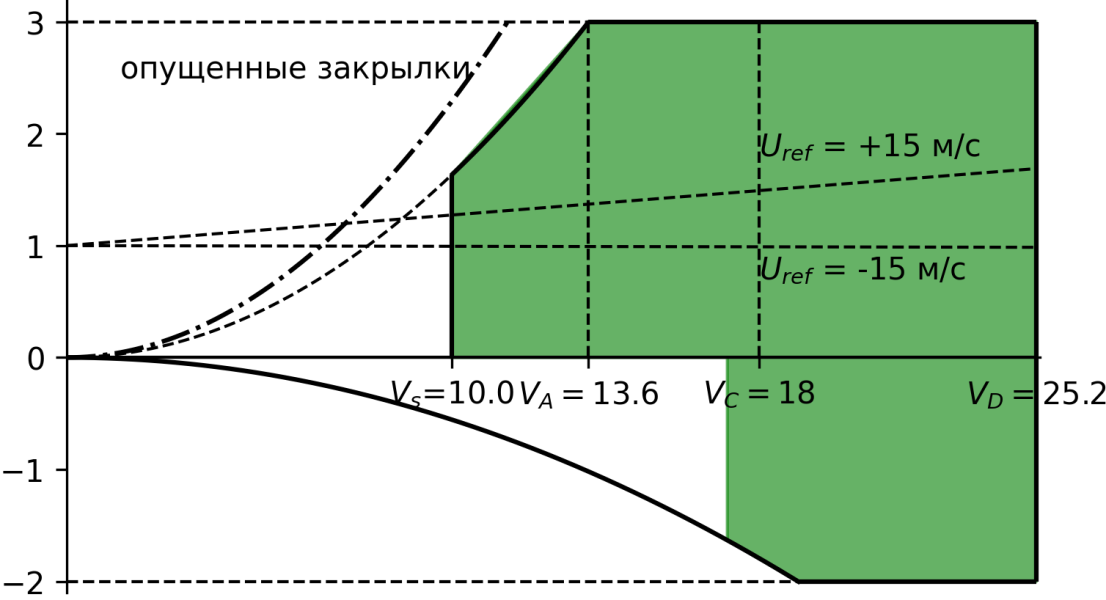 3
опущенные закрылки
2
U_ref = +15 м/с
1
U_ref = -15 м/с
0
V_s=10.0 V_A = 13.6 V_C = 18 V_D = 25.2
−1
−2